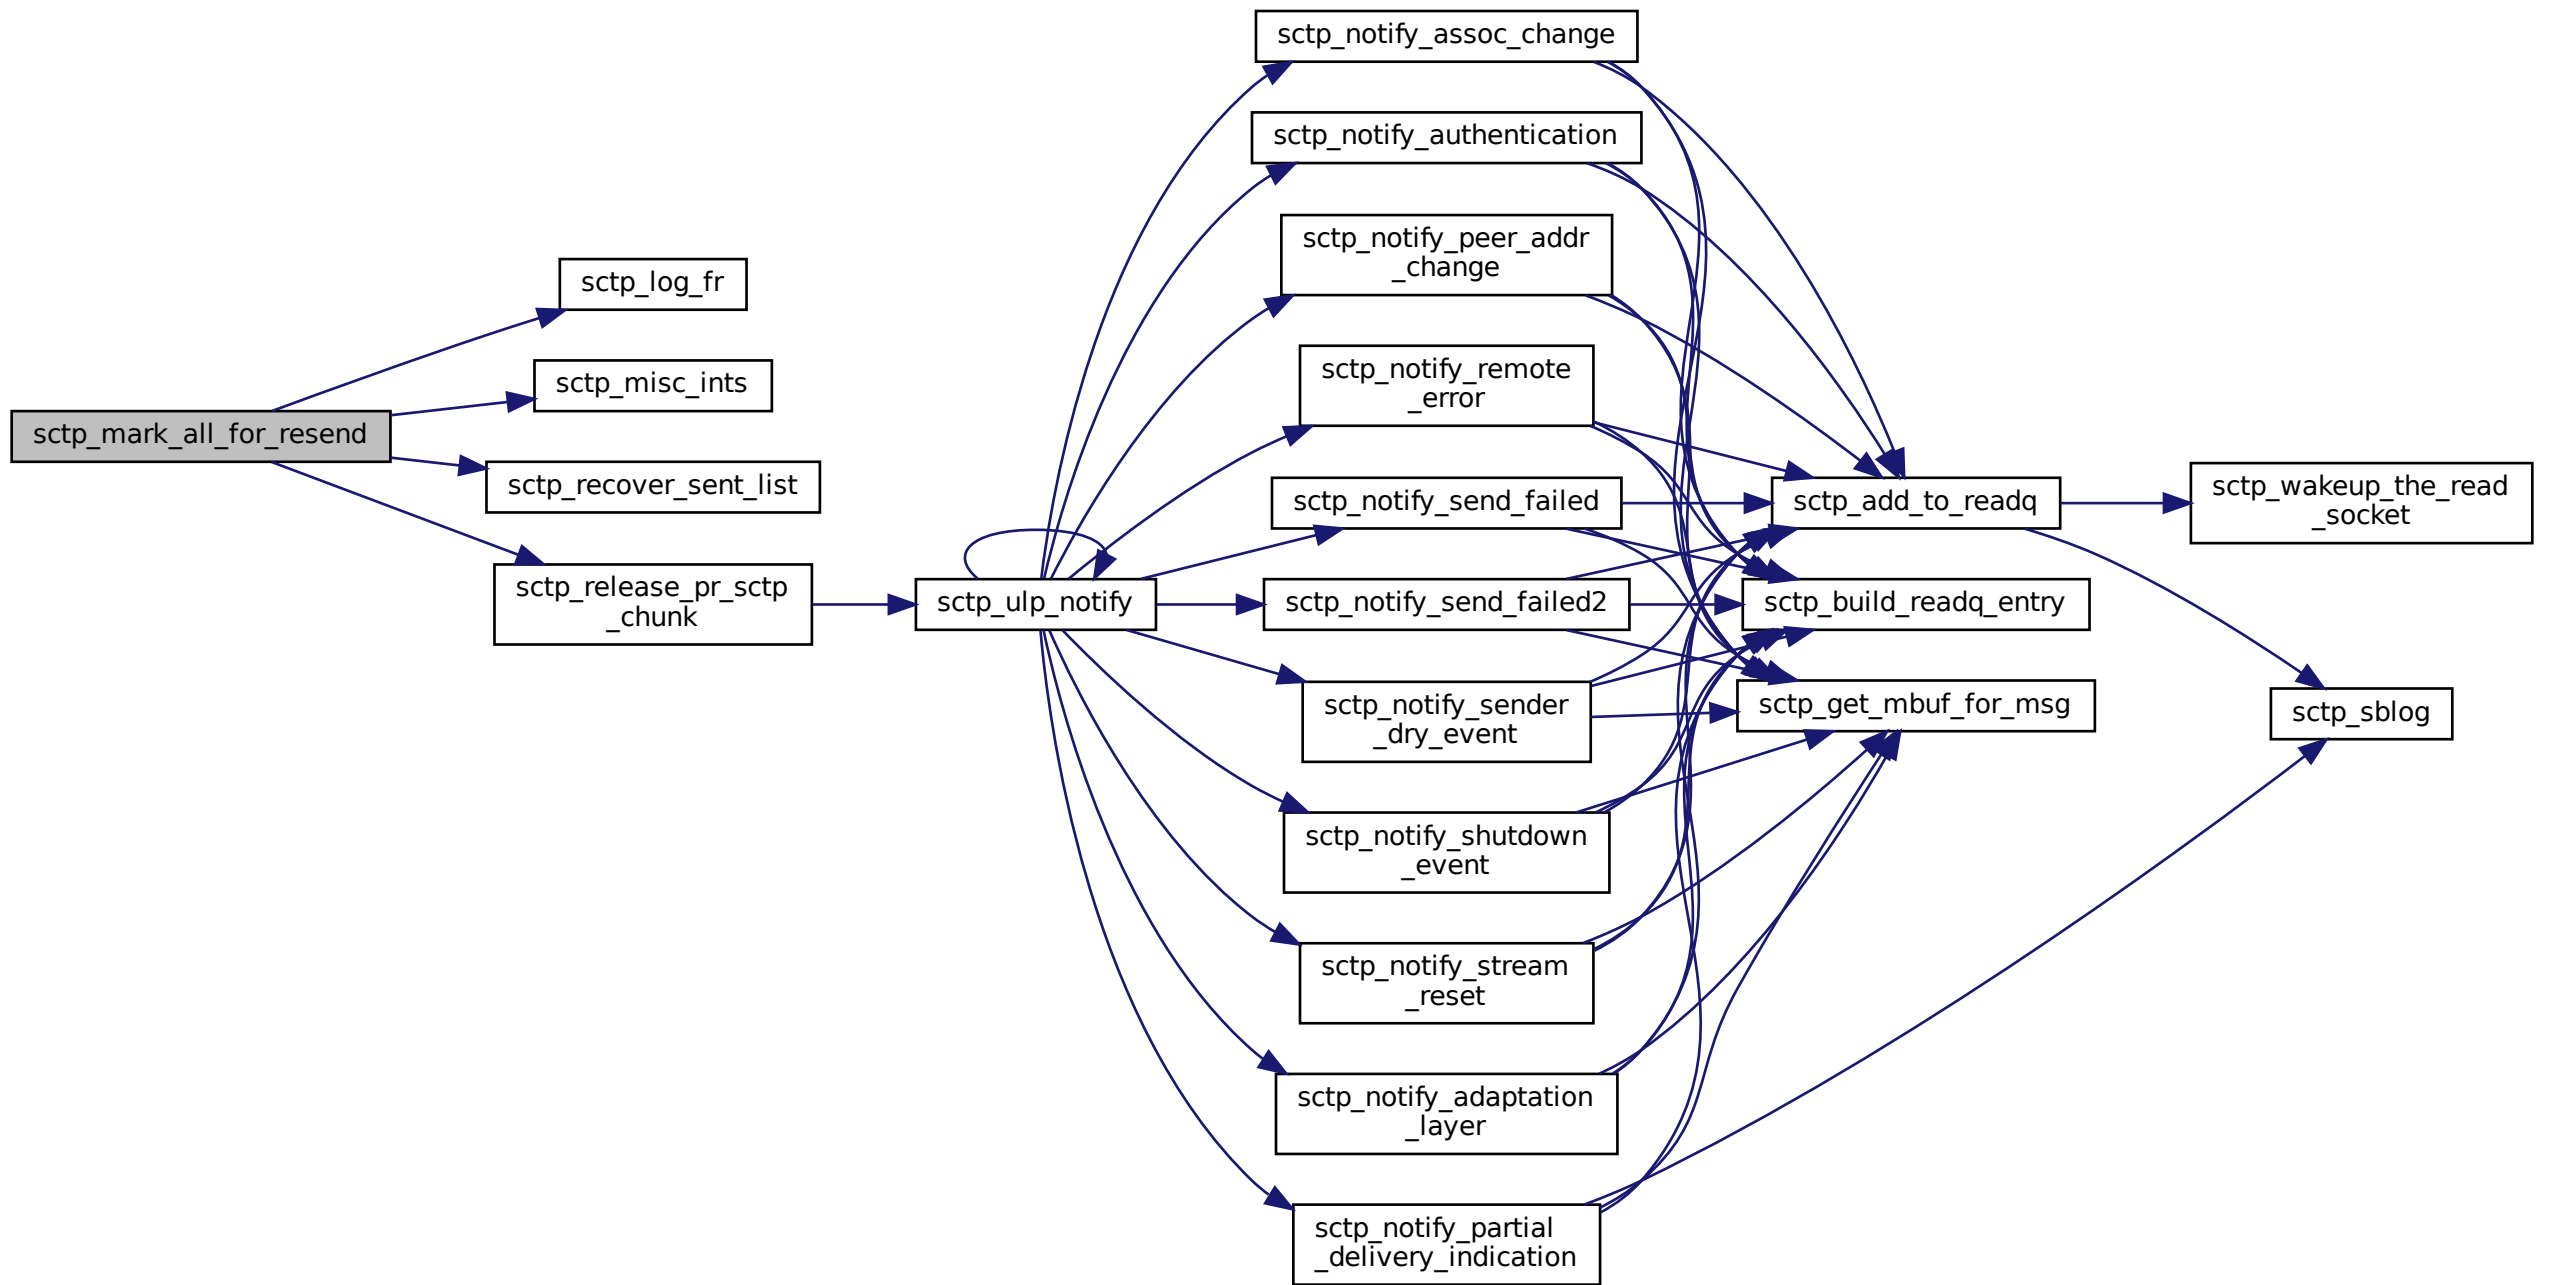 sctp_mark_all_for_resend
sctp_log_fr
sctp_misc_ints
sctp_recover_sent_list
sctp_release_pr_sctp
_chunk
sctp_ulp_notify
sctp_notify_assoc_change
sctp_notify_authentication
sctp_notify_peer_addr
_change
sctp_notify_remote
_error
sctp_notify_send_failed
sctp_notify_send_failed2
sctp_notify_sender
_dry_event
sctp_notify_shutdown
_event
sctp_notify_stream
_reset
sctp_notify_adaptation
_layer
sctp_notify_partial
_delivery_indication
sctp_add_to_readq
sctp_build_readq_entry
sctp_get_mbuf_for_msg
sctp_wakeup_the_read
_socket
sctp_sblog